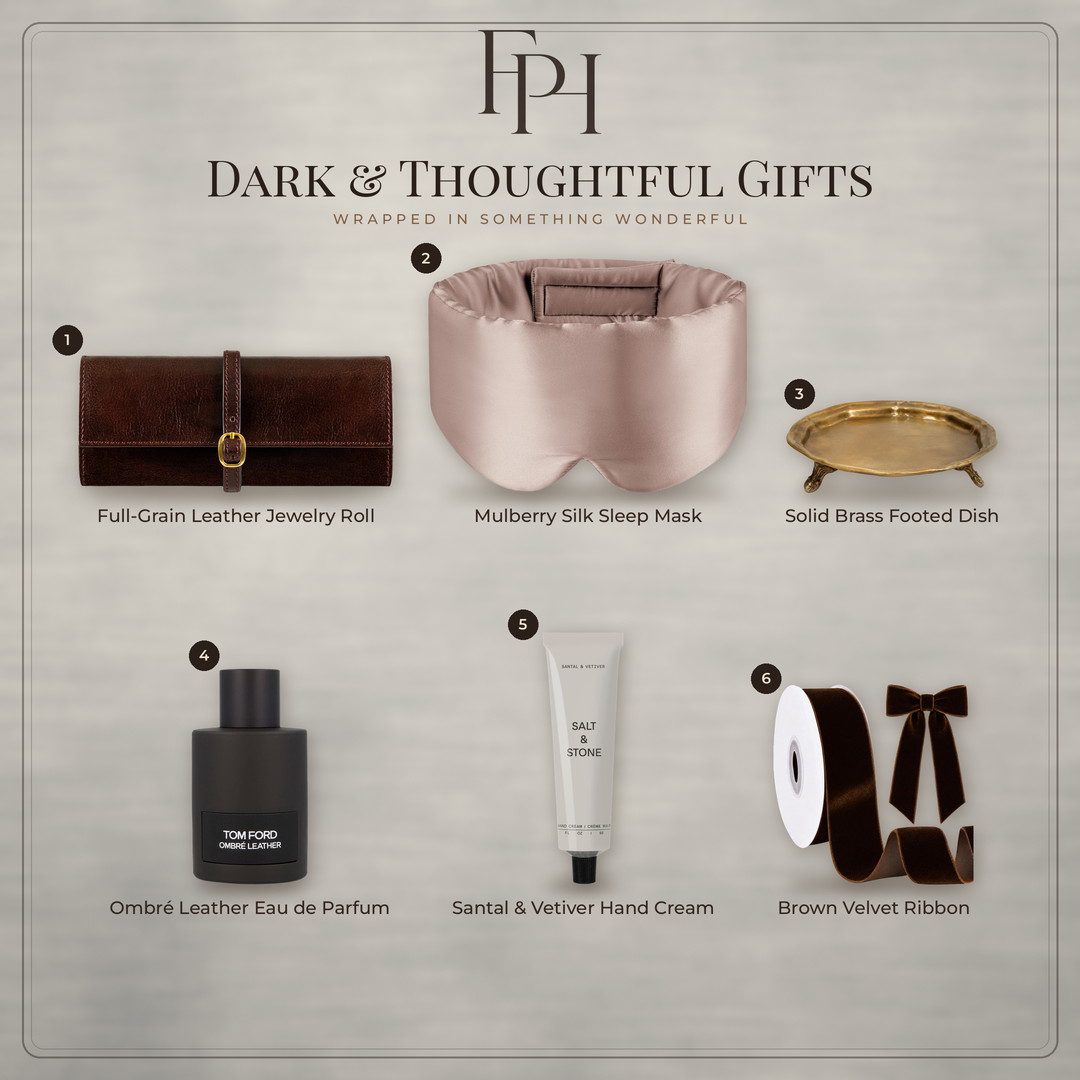 FPH
DARK & THOUGHTFUL GIFTS
WRAPPED IN SOMETHING WONDERFUL
1
2
3
Full-Grain Leather Jewelry Roll
Mulberry Silk Sleep Mask
Solid Brass Footed Dish
4
TOM FORD
OMBRÉ LEATHER
5
SANTAL & VETIVER
SALT
&
STONE
CREAM | CRÈME
6
Ombré Leather Eau de Parfum
Santal & Vetiver Hand Cream
Brown Velvet Ribbon